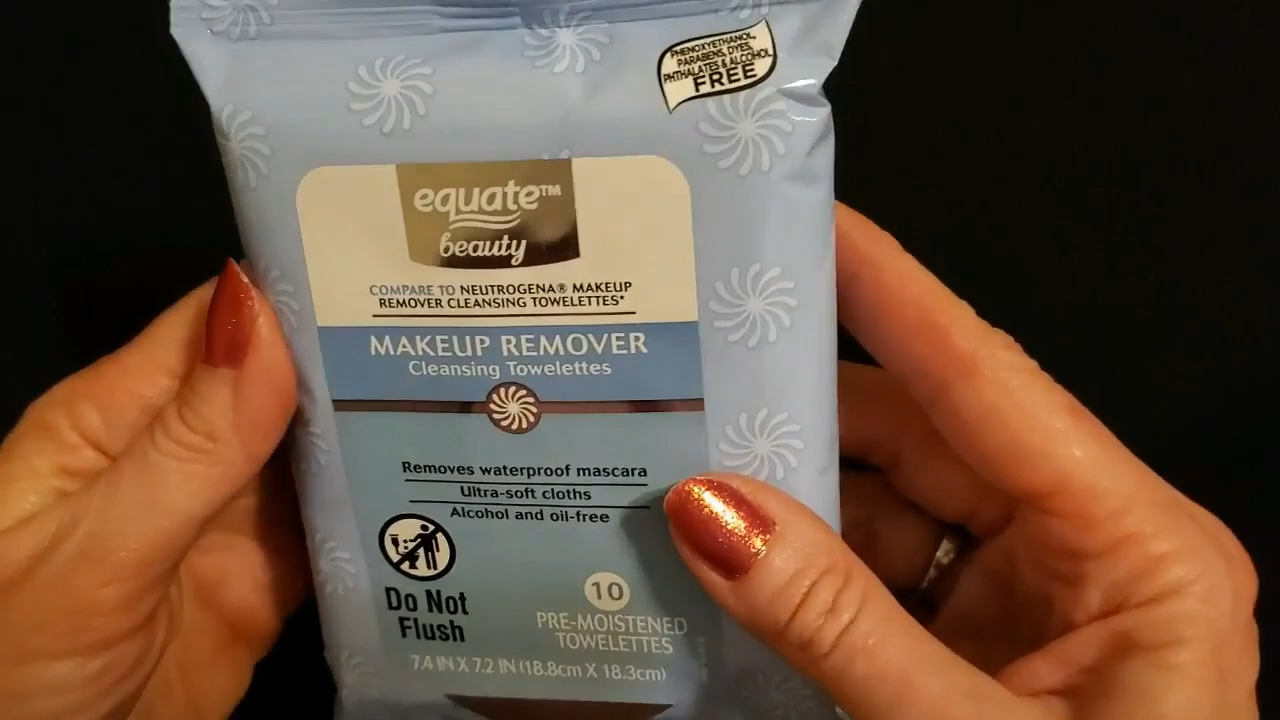 PHENOXYETHANOL,
PARABENS, DYES,
PHTHALATES & ALCOHOL
FREE
equate™
beauty
COMPARE TO NEUTROGENA® MAKEUP
REMOVER CLEANSING TOWELETTES*
MAKEUP REMOVER
Cleansing Towelettes
Removes waterproof mascara
Ultra-soft cloths
Alcohol and oil-free
Do Not
Flush
10
PRE-MOISTENED
TOWELETTES
7.4 IN X 7.2 IN (18.8cm X 18.3cm)